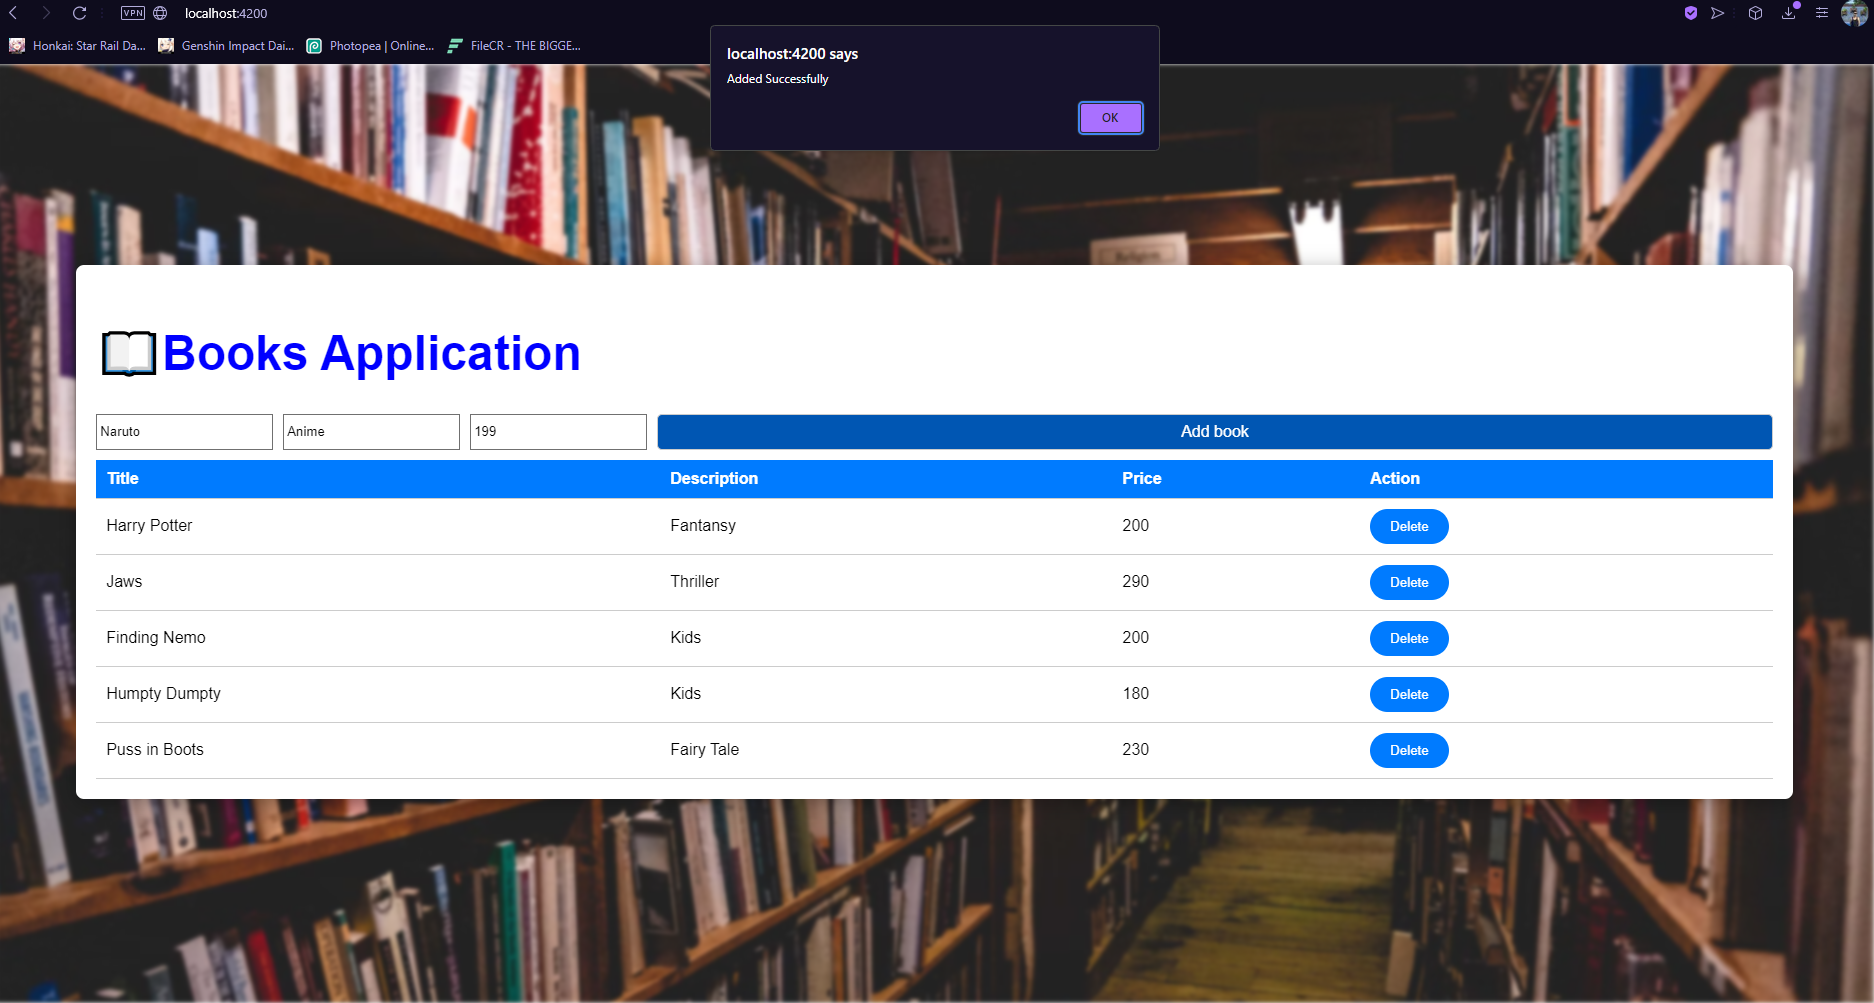 VPN localhost:4200
Honkai: Star Rail Da... Genshin Impact Dai... Photopea | Online... FileCR - THE BIGGE...
localhost:4200 says
Added Successfully
OK
Books Application
Naruto Anime 199 Add book
Title Description Price Action
Harry Potter Fantansy 200 Delete
Jaws Thriller 290 Delete
Finding Nemo Kids 200 Delete
Humpty Dumpty Kids 180 Delete
Puss in Boots Fairy Tale 230 Delete